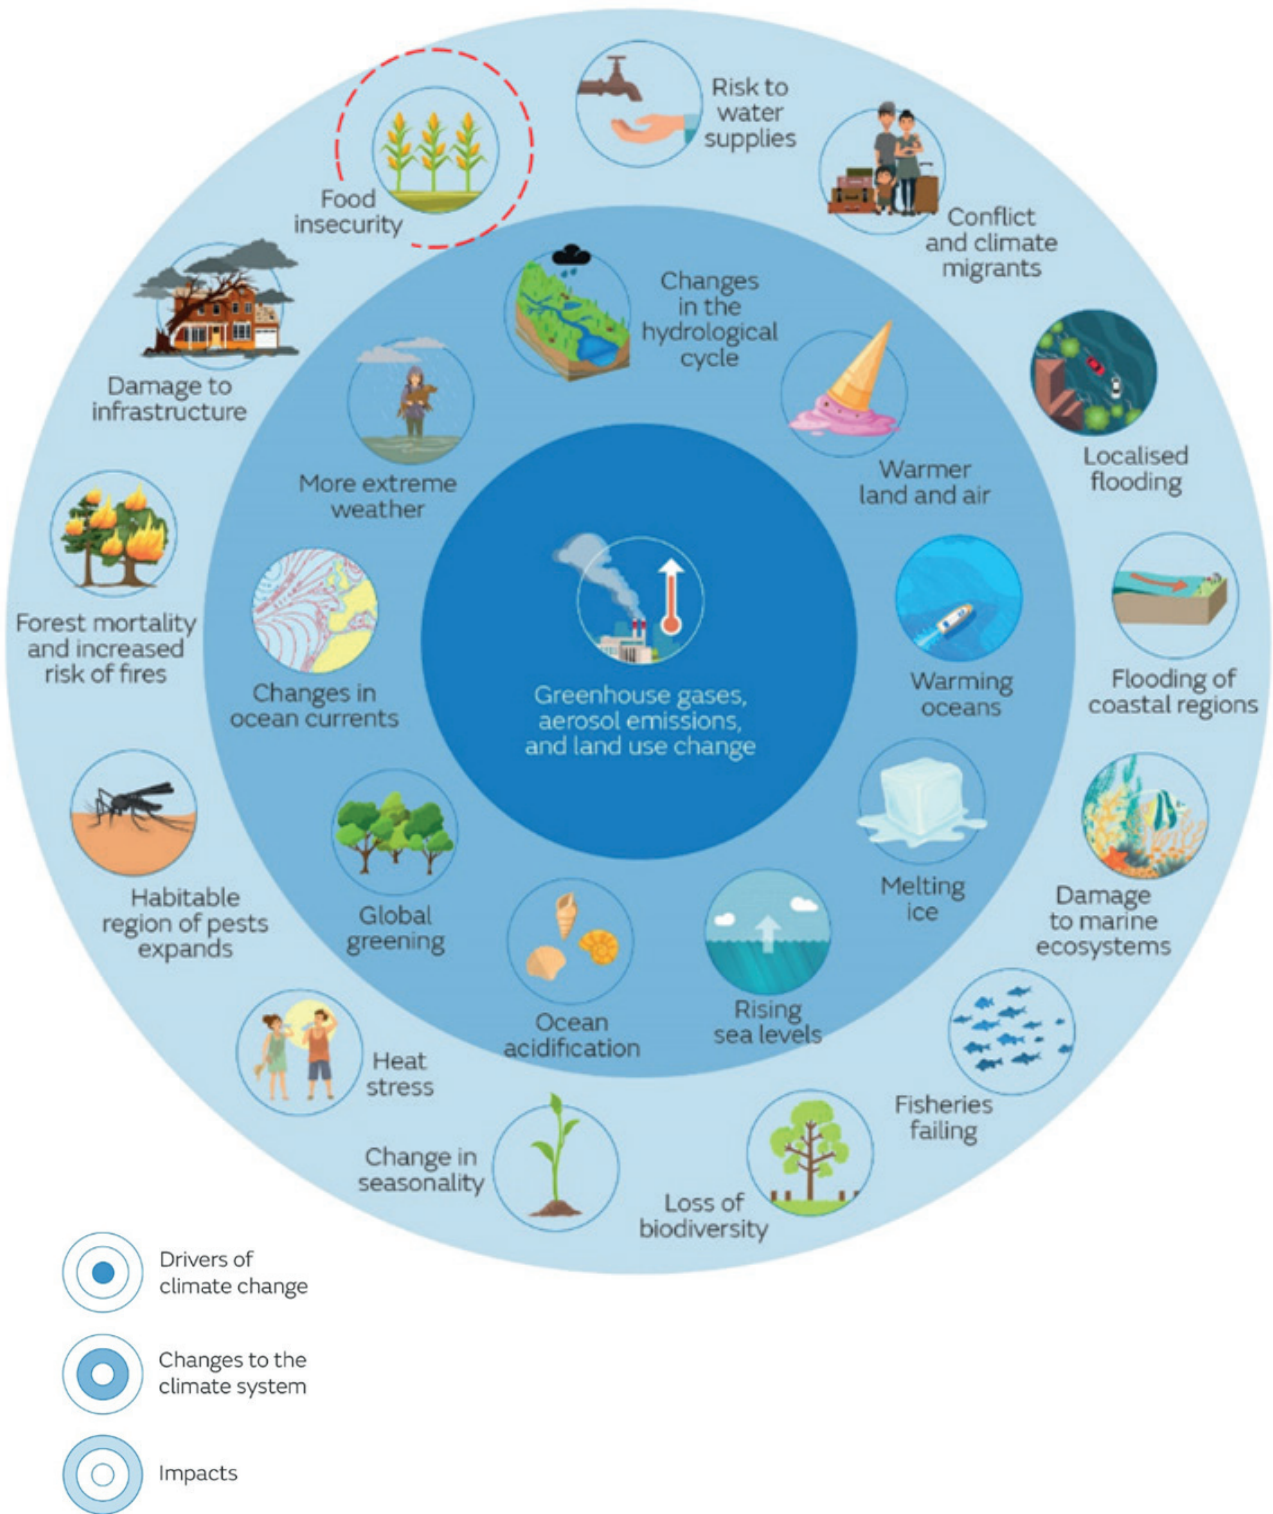 Risk to
water
supplies
Food
insecurity
Conflict
and climate
migrants
Changes
in the
hydrological
cycle
Damage to
infrastructure
More extreme
weather
Warmer
land and air
Localised
flooding
Forest mortality
and increased
risk of fires
Changes in
ocean currents
Greenhouse gases,
aerosol emissions,
and land use change
Warming
oceans
Flooding of
coastal regions
Habitable
region of pests
expands
Global
greening
Melting
ice
Damage
to marine
ecosystems
Ocean
acidification
Rising
sea levels
Heat
stress
Fisheries
failing
Change in
seasonality
Loss of
biodiversity
Drivers of
climate change
Changes to the
climate system
Impacts